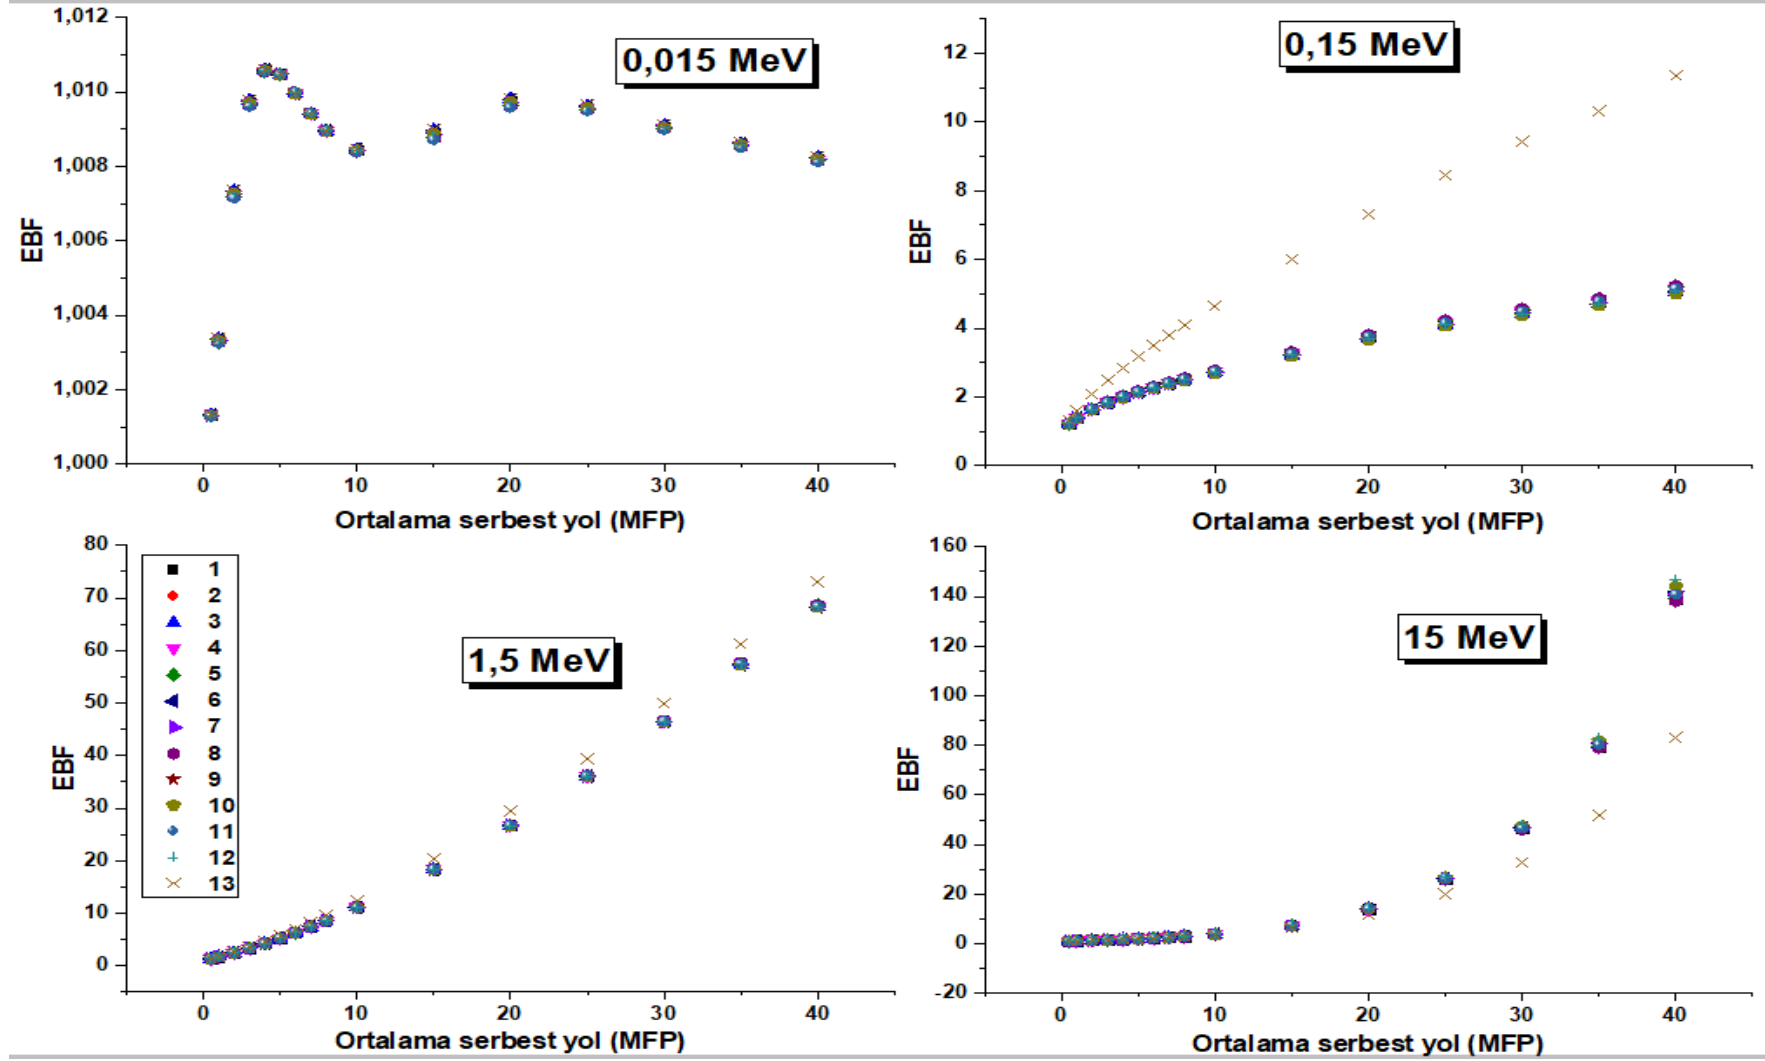 1,012
1,010
1,008
1,006
1,004
1,002
1,000
EBF
0,015 MeV
0 10 20 30 40
Ortalama serbest yol (MFP)
12
10
8
6
4
2
0
EBF
0,15 MeV
0 10 20 30 40
Ortalama serbest yol (MFP)
80
70
60
50
40
30
20
10
0
EBF
1
2
3
4
5
6
7
8
9
10
11
12
13
1,5 MeV
0 10 20 30 40
Ortalama serbest yol (MFP)
160
140
120
100
80
60
40
20
0
-20
EBF
15 MeV
0 10 20 30 40
Ortalama serbest yol (MFP)